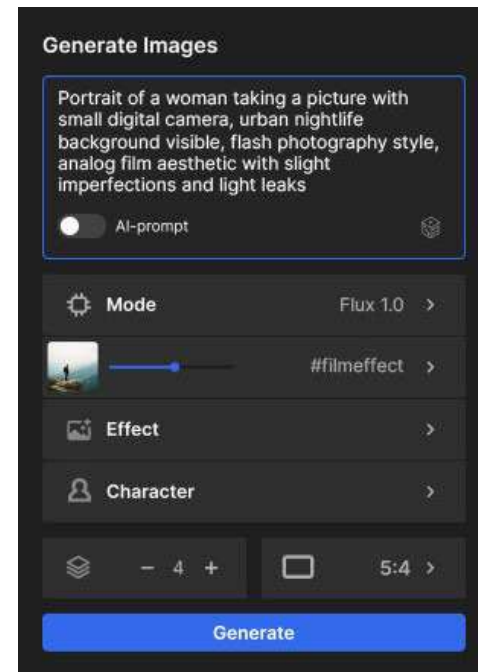 Generate Images
Portrait of a woman taking a picture with
small digital camera, urban nightlife
background visible, flash photography style,
analog film aesthetic with slight
imperfections and light leaks
AI-prompt
Mode Flux 1.0 >
#filmeffect >
Effect >
Character >
− 4 + 5:4 >
Generate